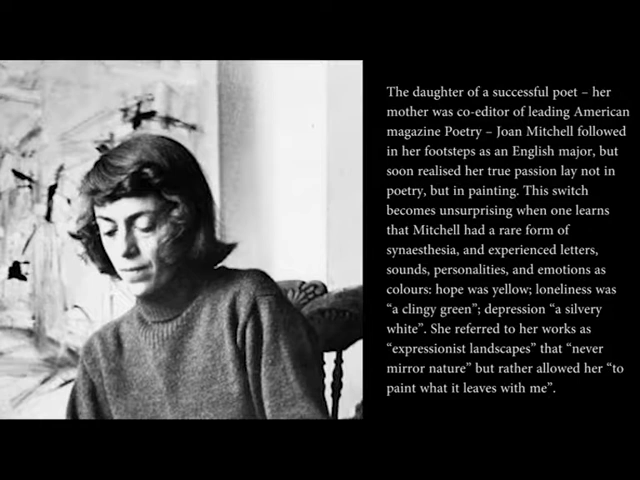 The daughter of a successful poet – her
mother was co-editor of leading American
magazine Poetry – Joan Mitchell followed
in her footsteps as an English major, but
soon realised her true passion lay not in
poetry, but in painting. This switch
becomes unsurprising when one learns
that Mitchell had a rare form of
synaesthesia, and experienced letters,
sounds, personalities, and emotions as
colours: hope was yellow; loneliness was
“a clingy green”; depression “a silvery
white”. She referred to her works as
“expressionist landscapes” that “never
mirror nature” but rather allowed her “to
paint what it leaves with me”.